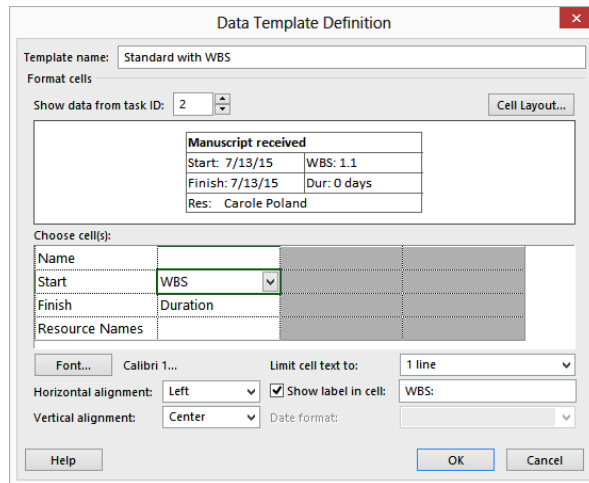 Data Template Definition
Template name: Standard with WBS
Format cells
Show data from task ID: 2 Cell Layout...
Manuscript received
Start: 7/13/15 WBS: 1.1
Finish: 7/13/15 Dur: 0 days
Res: Carole Poland
Choose cell(s):
Name
Start WBS
Finish Duration
Resource Names
Font... Calibri 1... Limit cell text to: 1 line
Horizontal alignment: Left Show label in cell: WBS:
Vertical alignment: Center Date format:
Help OK Cancel